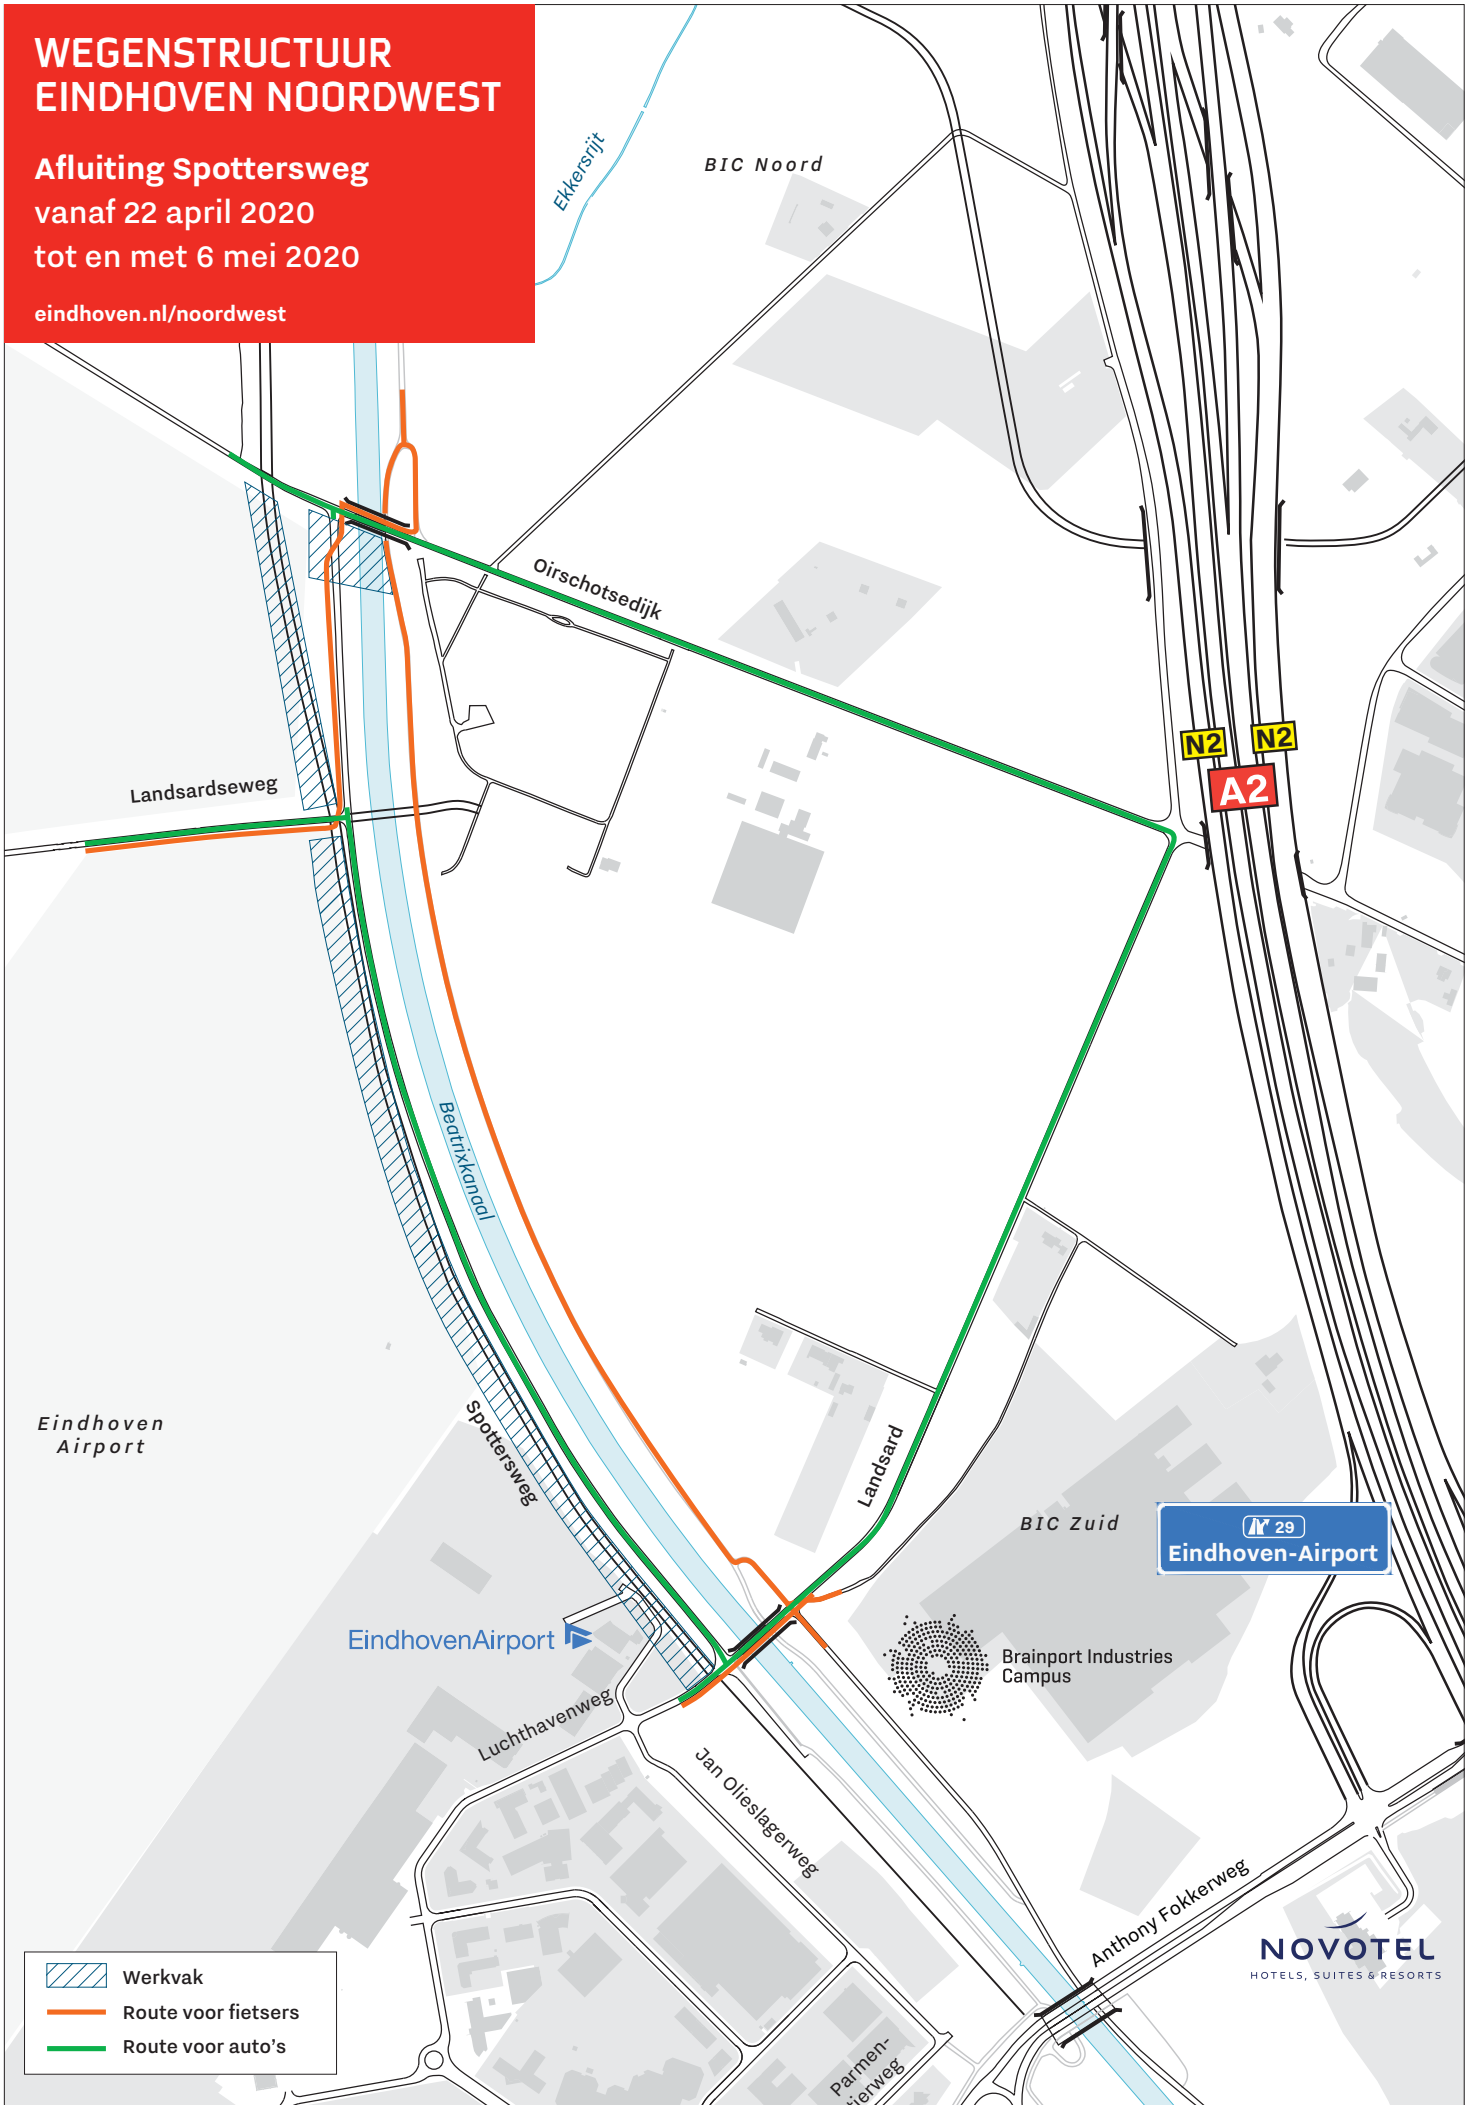 WEGENSTRUCTUUR
EINDHOVEN NOORDWEST
Afluiting Spottersweg
vanaf 22 april 2020
tot en met 6 mei 2020
eindhoven.nl/noordwest
Ekkersrijt
BIC Noord
Oirschotsedijk
N2
N2
A2
Landsardseweg
Beatrixkanaal
Eindhoven
Airport
Spottersweg
Landsard
BIC Zuid
29
Eindhoven-Airport
EindhovenAirport
Brainport Industries
Campus
Luchthavenweg
Jan Olieslagerweg
Anthony Fokkerweg
NOVOTEL
HOTELS, SUITES & RESORTS
Parmen-
tierweg
Werkvak
Route voor fietsers
Route voor auto's